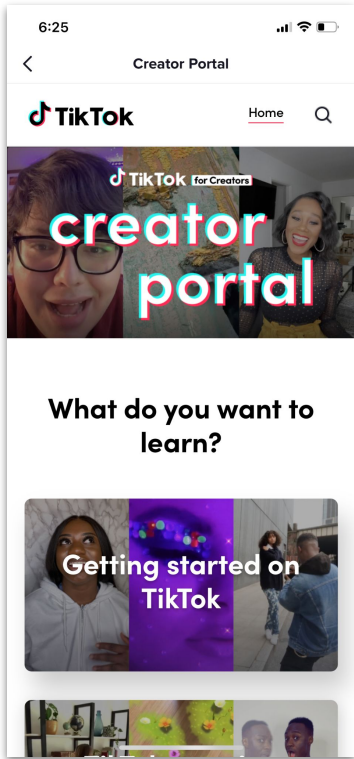 6:25
Creator Portal
TikTok
Home
TikTok for Creators
creator
portal
What do you want to
learn?
Getting started on
TikTok